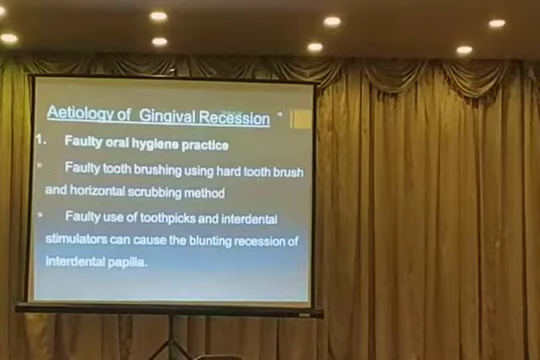 Aetiology of Gingival Recession
1. Faulty oral hygiene practice
Faulty tooth brushing using hard tooth brush
and horizontal scrubbing method
Faulty use of toothpicks and interdental
stimulators can cause the blunting recession of
interdental papilla.